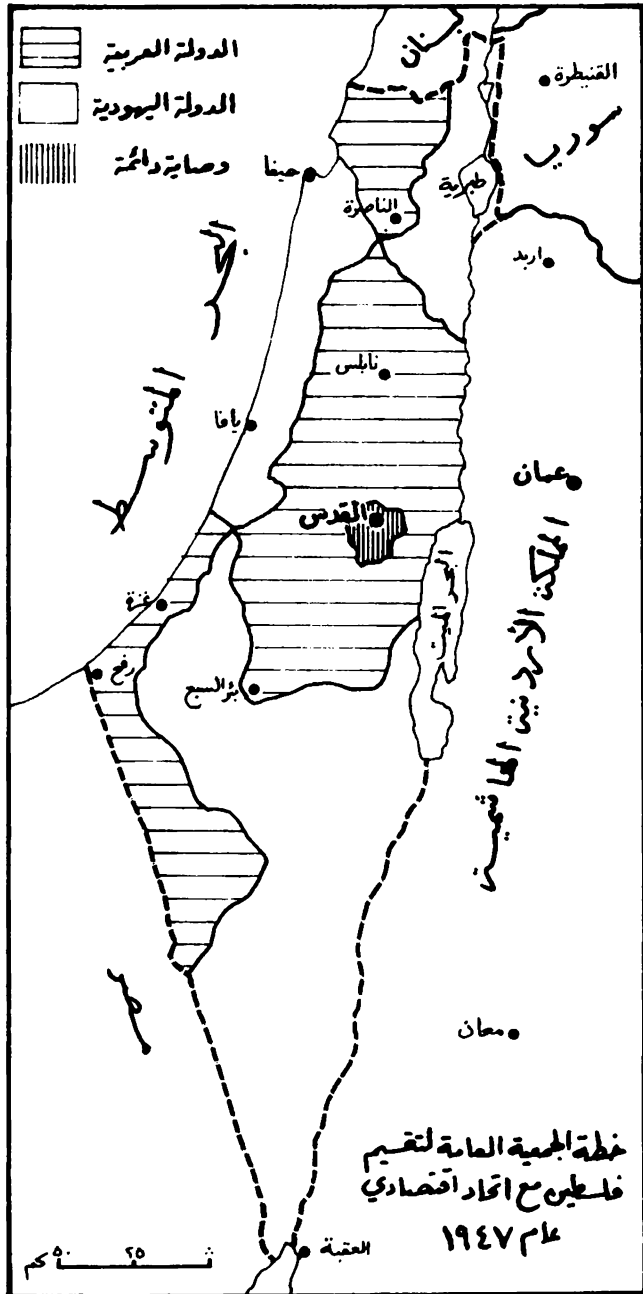 الدولة العربية
الدولة اليهودية
وصاية دائمة
لبنان
القنيطرة
سوريا
حيفا
طبرية
الناصرة
اربد
البحر
المتوسط
نابلس
يافا
عمان
القدس
المملكة الأردنية الهاشمية
البحر الميت
غزة
رفح
بئر السبع
مصر
معان
خطة الجمعية العامة لتقسيم
فلسطين مع اتحاد اقتصادي
عام ١٩٤٧
العقبة
٥٠ ٢٥ كم